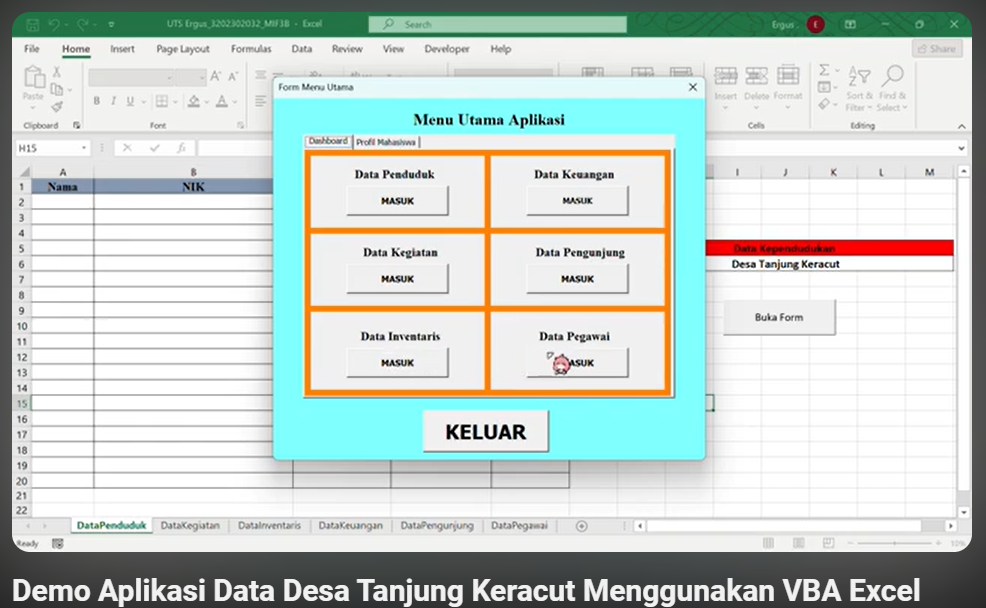 UTS Ergus_3202302032_MIF3B - Excel
Search
Ergus .
E
File Home Insert Page Layout Formulas Data Review View Developer Help
Share
Paste
B I U
A A
Insert Delete Format
Sort & Find &
Filter Select
Clipboard
Font
Cells
Editing
H15
fx
Form Menu Utama
Menu Utama Aplikasi
Dashboard Profil Mahasiswa
Data Penduduk
MASUK
Data Keuangan
MASUK
Data Kegiatan
MASUK
Data Pengunjung
MASUK
Data Inventaris
MASUK
Data Pegawai
ASUK
KELUAR
A B I J K L M
1 Nama NIK
2
3
4
5 Data Kependudukan
6 Desa Tanjung Keracut
7
8
9
Buka Form
10
11
12
13
14
15
16
17
18
19
20
21
22
DataPenduduk DataKegiatan DataInventaris DataKeuangan DataPengunjung DataPegawai
Ready
Demo Aplikasi Data Desa Tanjung Keracut Menggunakan VBA Excel